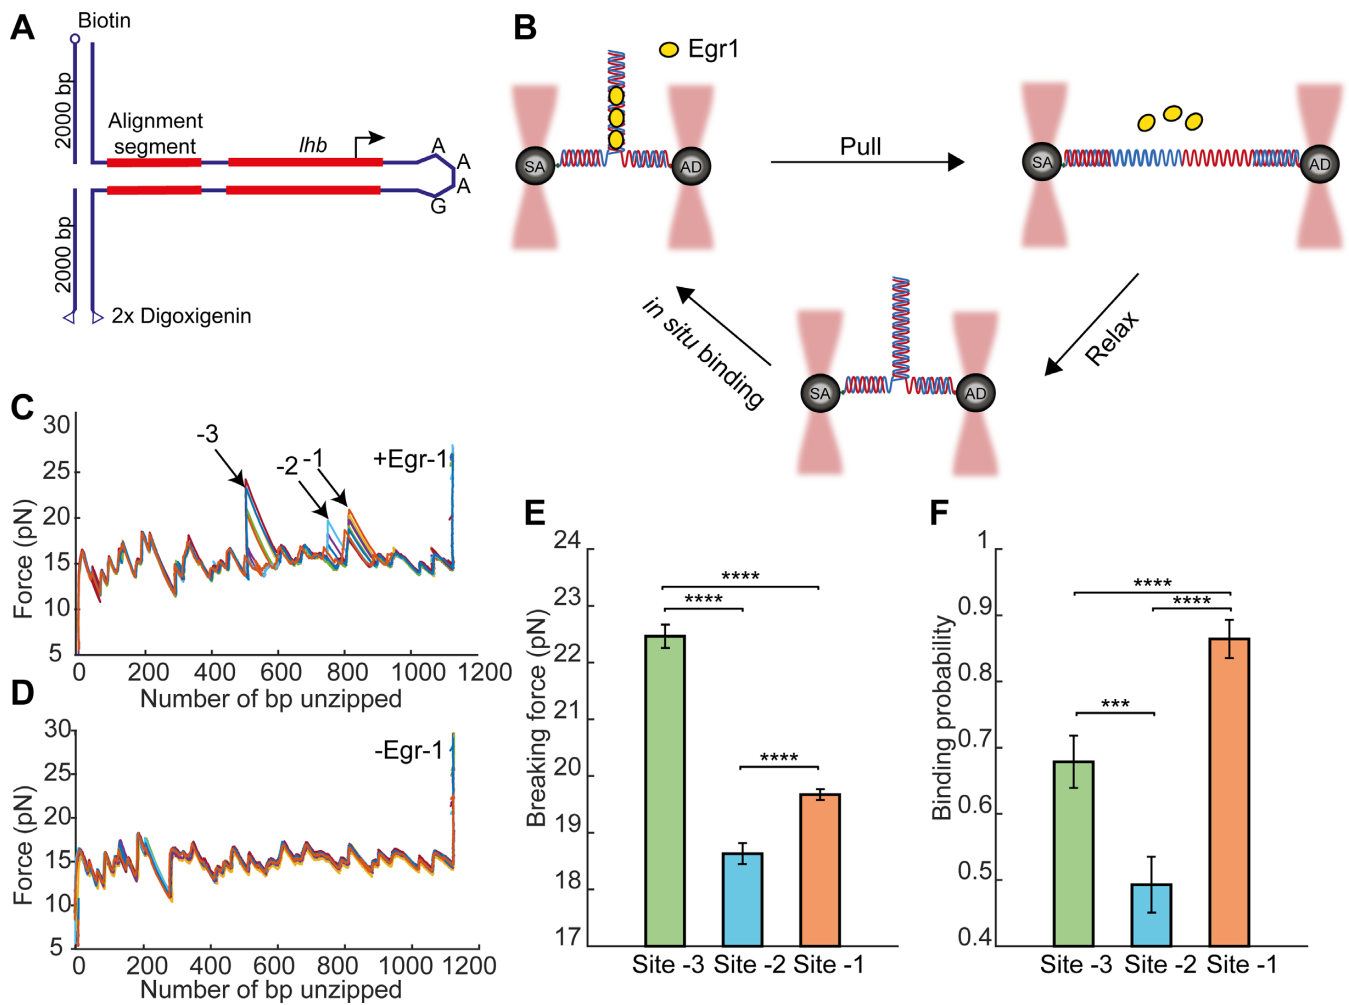 A
Biotin
2000 bp
Alignment
segment
lhb
A
A
A
G
2000 bp
2x Digoxigenin
B
Egr1
SA
AD
Pull
SA
AD
Relax
SA
AD
in situ binding
C
30
25
20
15
10
5
Force (pN)
-3
-2
-1
+Egr-1
0
200
400
600
800
1000
1200
Number of bp unzipped
D
30
25
20
15
10
5
Force (pN)
-Egr-1
0
200
400
600
800
1000
1200
Number of bp unzipped
E
24
23
22
21
20
19
18
17
Breaking force (pN)
****
****
****
Site -3
Site -2
Site -1
F
1
0.9
0.8
0.7
0.6
0.5
0.4
Binding probability
****
****
***
Site -3
Site -2
Site -1